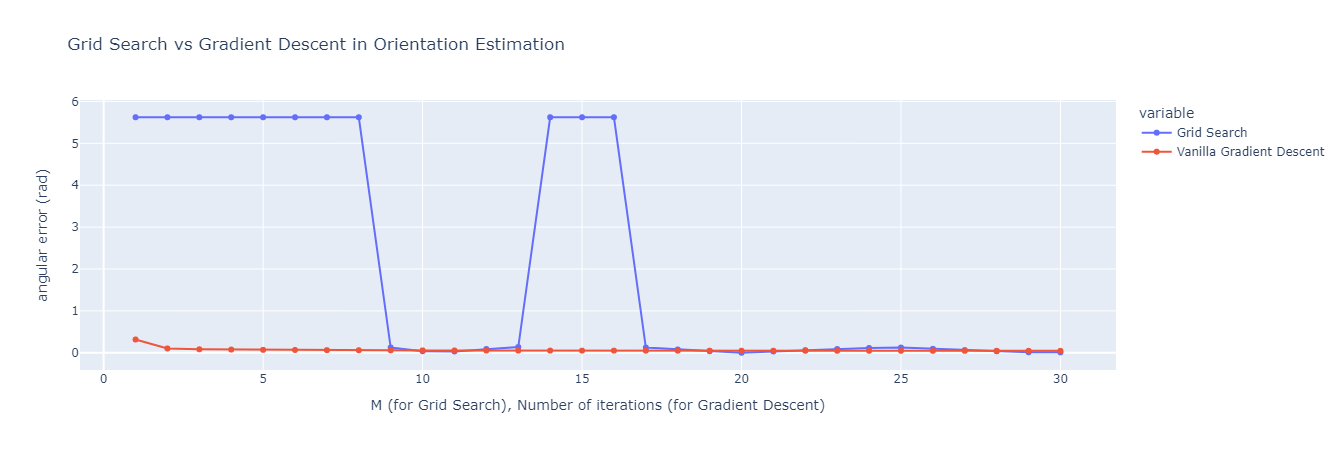 Grid Search vs Gradient Descent in Orientation Estimation
variable
Grid Search
Vanilla Gradient Descent
6
5
4
3
2
1
0
angular error (rad)
0 5 10 15 20 25 30
M (for Grid Search), Number of iterations (for Gradient Descent)